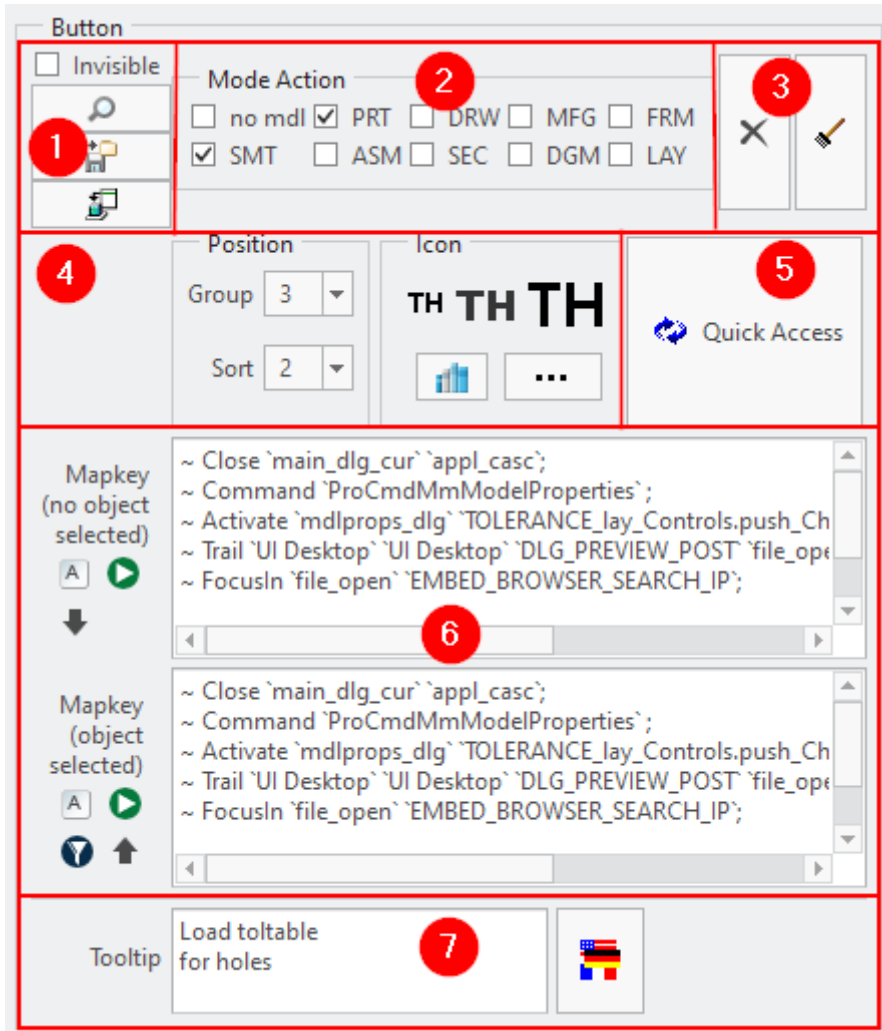 Button
Invisible
1
Mode Action
2
no mdl PRT DRW MFG FRM
SMT ASM SEC DGM LAY
3
4
Position
Group 3
Sort 2
Icon
TH TH TH
...
5
Quick Access
Mapkey
(no object
selected)
A
~ Close `main_dlg_cur` `appl_casc`;
~ Command `ProCmdMmModelProperties` ;
~ Activate `mdlprops_dlg` `TOLERANCE_lay_Controls.push_Ch
~ Trail `UI Desktop` `UI Desktop` `DLG_PREVIEW_POST` `file_ope
~ FocusIn `file_open` `EMBED_BROWSER_SEARCH_IP`;
6
Mapkey
(object
selected)
A
~ Close `main_dlg_cur` `appl_casc`;
~ Command `ProCmdMmModelProperties` ;
~ Activate `mdlprops_dlg` `TOLERANCE_lay_Controls.push_Ch
~ Trail `UI Desktop` `UI Desktop` `DLG_PREVIEW_POST` `file_ope
~ FocusIn `file_open` `EMBED_BROWSER_SEARCH_IP`;
Tooltip
Load toltable
for holes
7